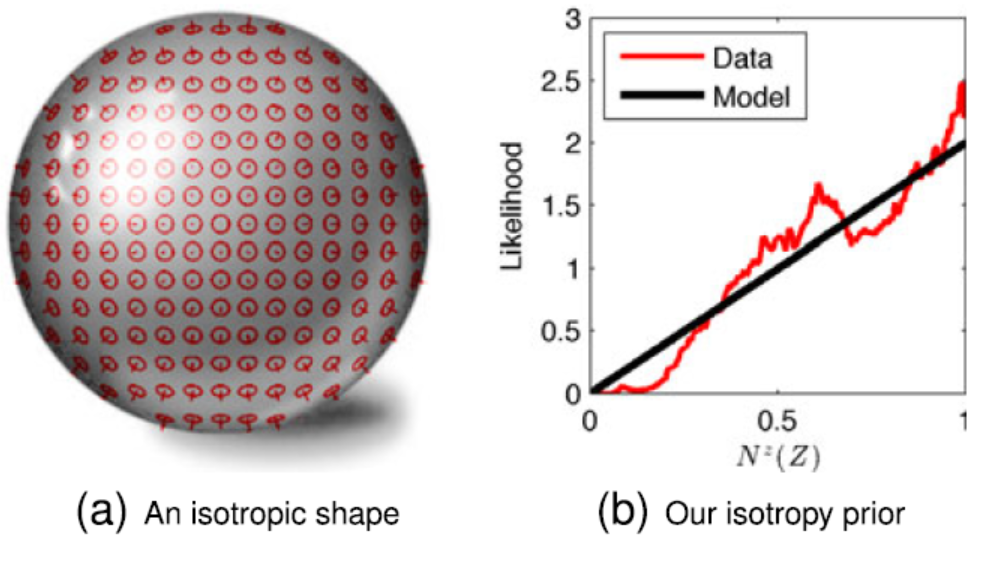 3
2.5
2
1.5
1
0.5
0
Likelihood
Data
Model
0 0.5 1
N^z(Z)
(a) An isotropic shape
(b) Our isotropy prior